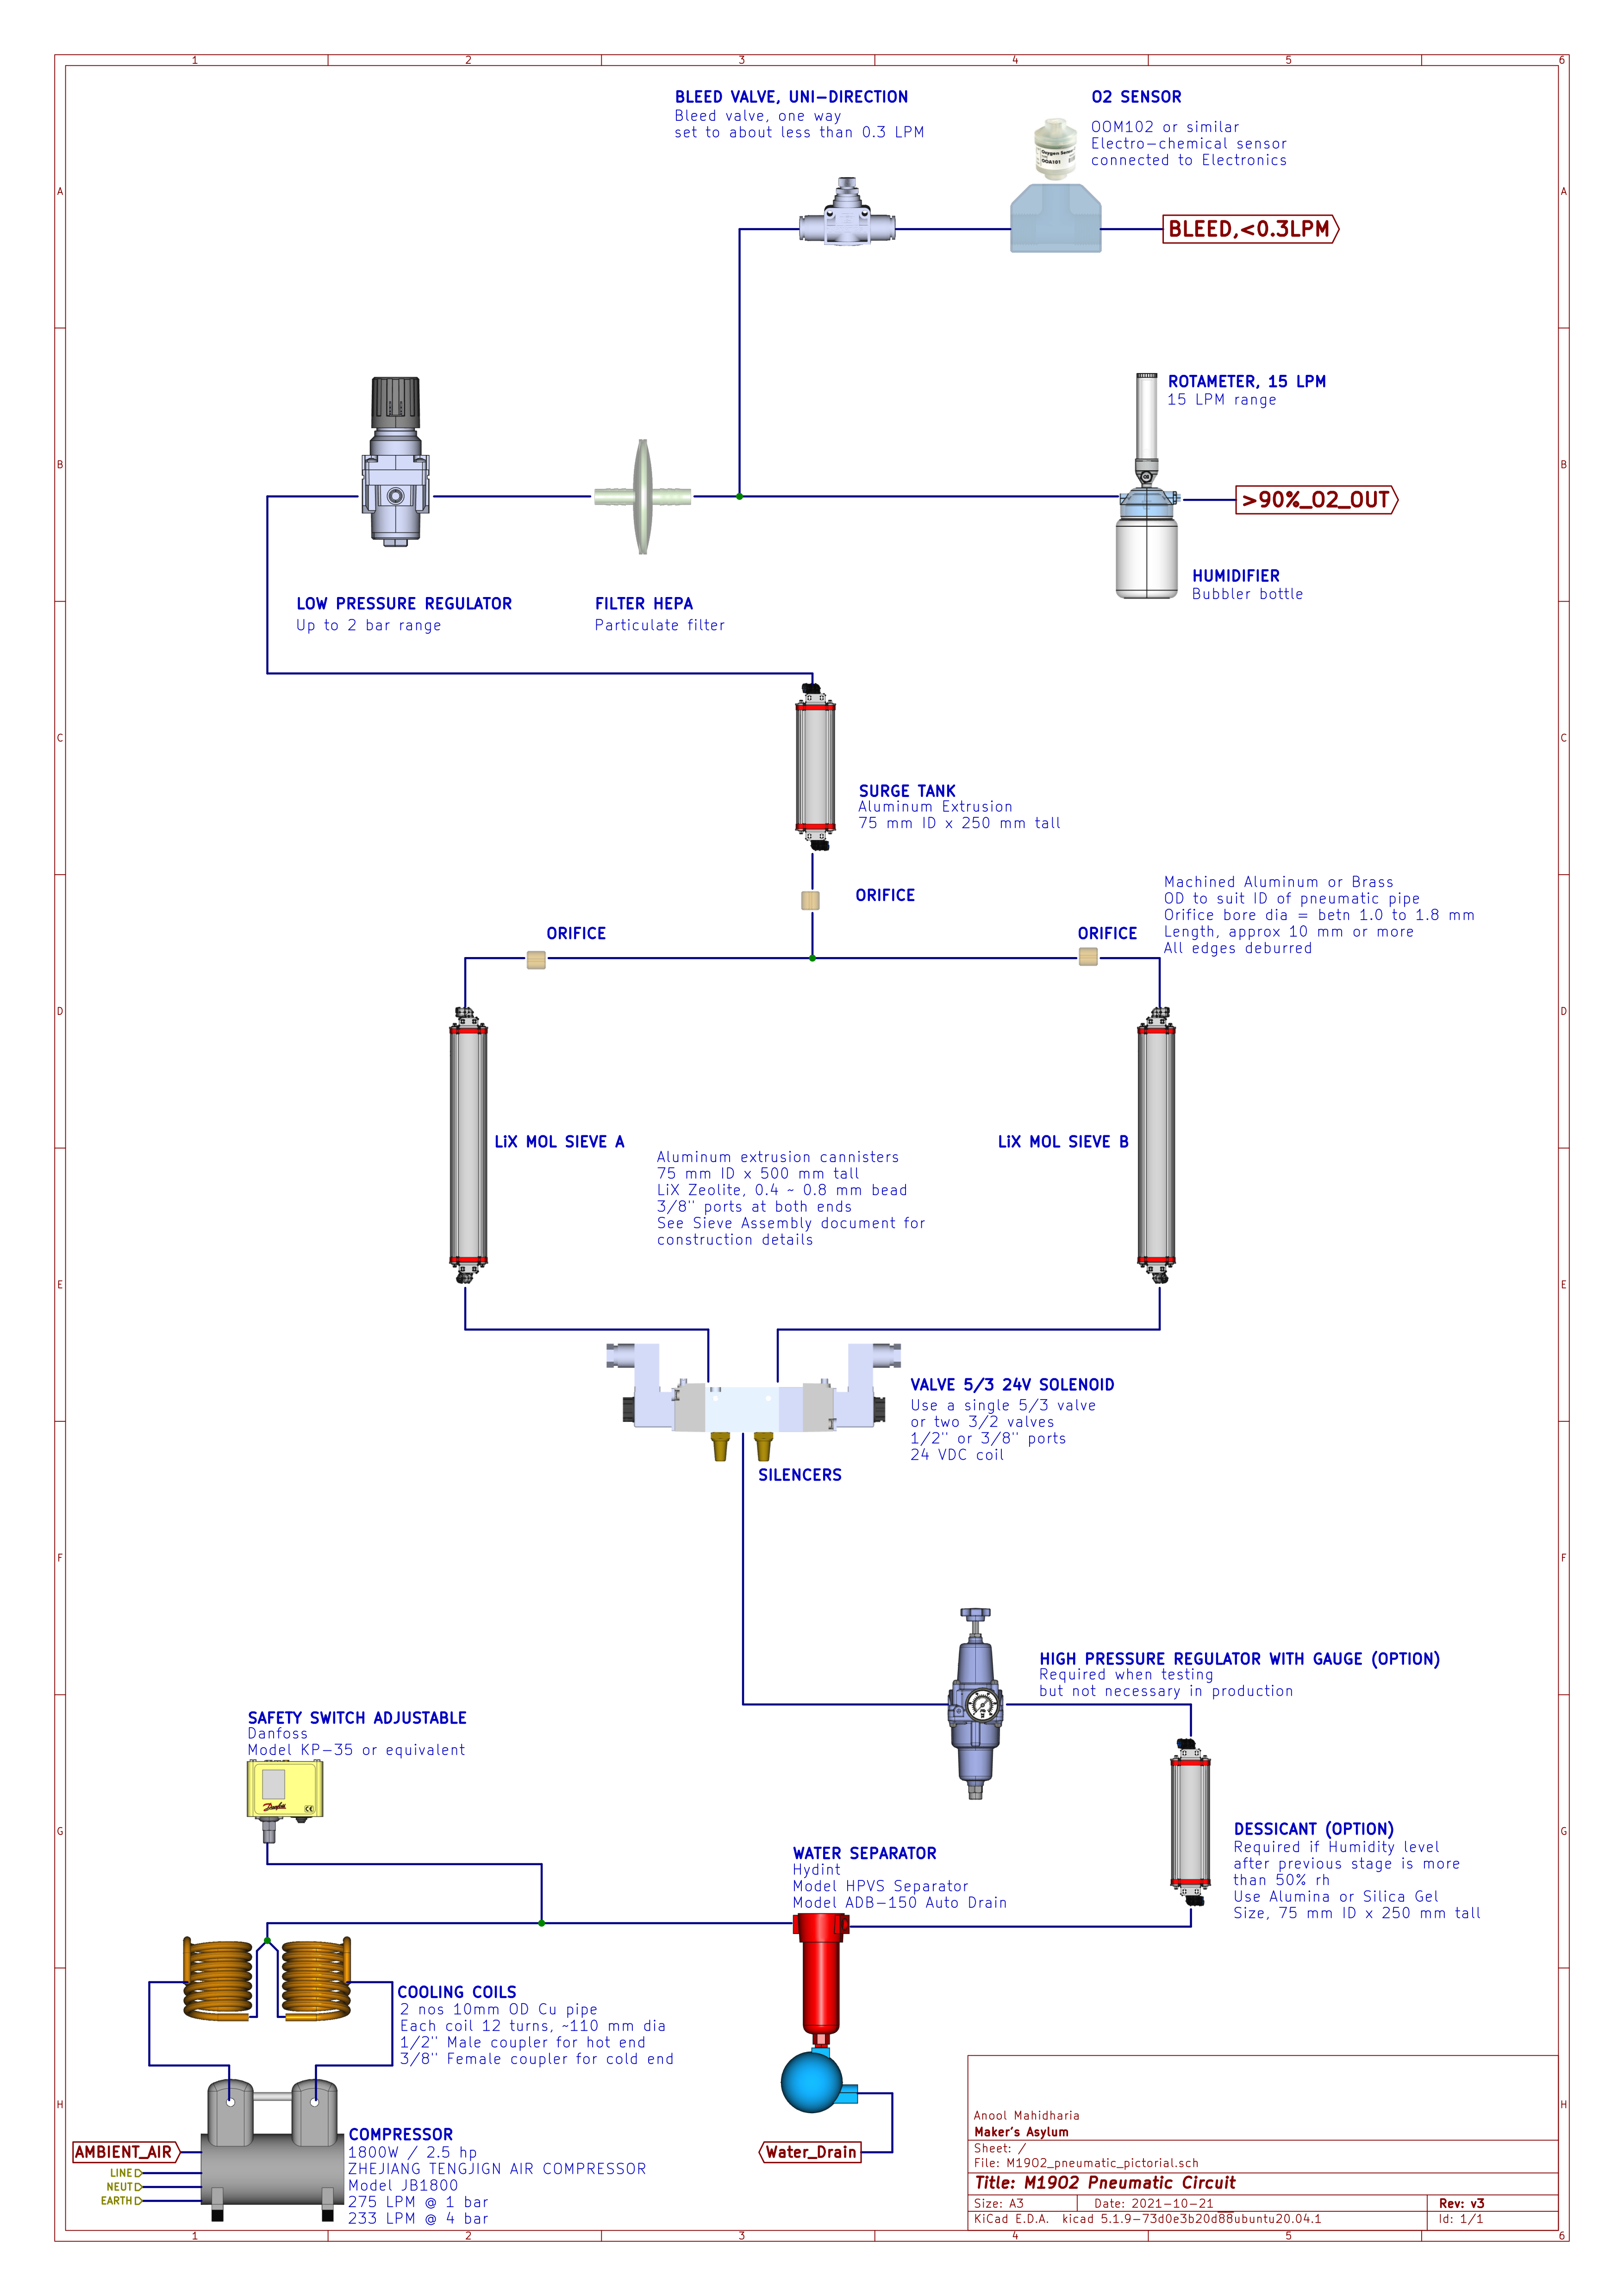 1 2 3 4 5 6
BLEED VALVE, UNI-DIRECTION
Bleed valve, one way
set to about less than 0.3 LPM
O2 SENSOR
OOM102 or similar
Electro-chemical sensor
connected to Electronics
Oxygen Sensor
OOA101
A A
BLEED,<0.3LPM
ROTAMETER, 15 LPM
15 LPM range
B B
>90%_O2_OUT
HUMIDIFIER
Bubbler bottle
LOW PRESSURE REGULATOR
Up to 2 bar range
FILTER HEPA
Particulate filter
C C
SURGE TANK
Aluminum Extrusion
75 mm ID x 250 mm tall
ORIFICE
ORIFICE
ORIFICE
Machined Aluminum or Brass
OD to suit ID of pneumatic pipe
Orifice bore dia = betn 1.0 to 1.8 mm
Length, approx 10 mm or more
All edges deburred
D D
LiX MOL SIEVE A
LiX MOL SIEVE B
Aluminum extrusion cannisters
75 mm ID x 500 mm tall
LiX Zeolite, 0.4 ~ 0.8 mm bead
3/8" ports at both ends
See Sieve Assembly document for
construction details
E E
VALVE 5/3 24V SOLENOID
Use a single 5/3 valve
or two 3/2 valves
1/2" or 3/8" ports
24 VDC coil
SILENCERS
F F
HIGH PRESSURE REGULATOR WITH GAUGE (OPTION)
Required when testing
but not necessary in production
SAFETY SWITCH ADJUSTABLE
Danfoss
Model KP-35 or equivalent
Danfoss CE
G G
DESSICANT (OPTION)
Required if Humidity level
after previous stage is more
than 50% rh
Use Alumina or Silica Gel
Size, 75 mm ID x 250 mm tall
WATER SEPARATOR
Hydint
Model HPVS Separator
Model ADB-150 Auto Drain
COOLING COILS
2 nos 10mm OD Cu pipe
Each coil 12 turns, ~110 mm dia
1/2" Male coupler for hot end
3/8" Female coupler for cold end
H H
AMBIENT_AIR
LINE
NEUT
EARTH
COMPRESSOR
1800W / 2.5 hp
ZHEJIANG TENGJIGN AIR COMPRESSOR
Model JB1800
275 LPM @ 1 bar
233 LPM @ 4 bar
Water_Drain
Anool Mahidharia
Maker's Asylum
Sheet: /
File: M19O2_pneumatic_pictorial.sch
Title: M19O2 Pneumatic Circuit
Size: A3 Date: 2021-10-21 Rev: v3
KiCad E.D.A. kicad 5.1.9-73d0e3b20d88ubuntu20.04.1 Id: 1/1
1 2 3 4 5 6